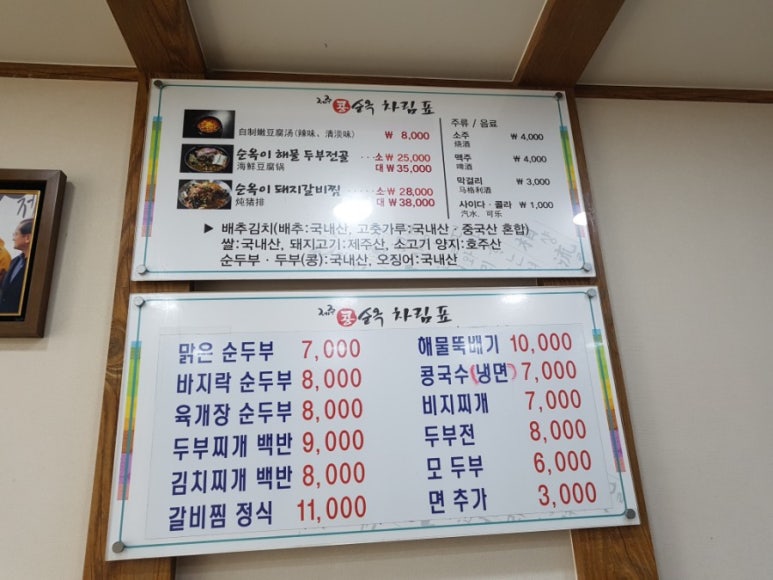 제주 콩 순옥 차림표
自制嫩豆腐汤(辣味、清淡味) ₩ 8,000
순옥이 해물 두부전골 ··· 소 ₩ 25,000
海鲜豆腐锅 대 ₩ 35,000
순옥이 돼지갈비찜 ··· 소 ₩ 28,000
炖猪排 대 ₩ 38,000
주류 / 음료
소주 ₩ 4,000
烧酒
맥주 ₩ 4,000
啤酒
막걸리 ₩ 3,000
马格利酒
사이다 · 콜라 ₩ 1,000
汽水. 可乐
▶ 배추김치(배추:국내산, 고춧가루:국내산 · 중국산 혼합)
쌀:국내산, 돼지고기:제주산, 소고기 양지:호주산
순두부 · 두부(콩):국내산, 오징어:국내산
제주 콩 순옥 차림표
맑은 순두부 7,000
바지락 순두부 8,000
육개장 순두부 8,000
두부찌개 백반 9,000
김치찌개 백반 8,000
갈비찜 정식 11,000
해물뚝배기 10,000
콩국수(냉면) 7,000
비지찌개 7,000
두부전 8,000
모 두부 6,000
면 추가 3,000